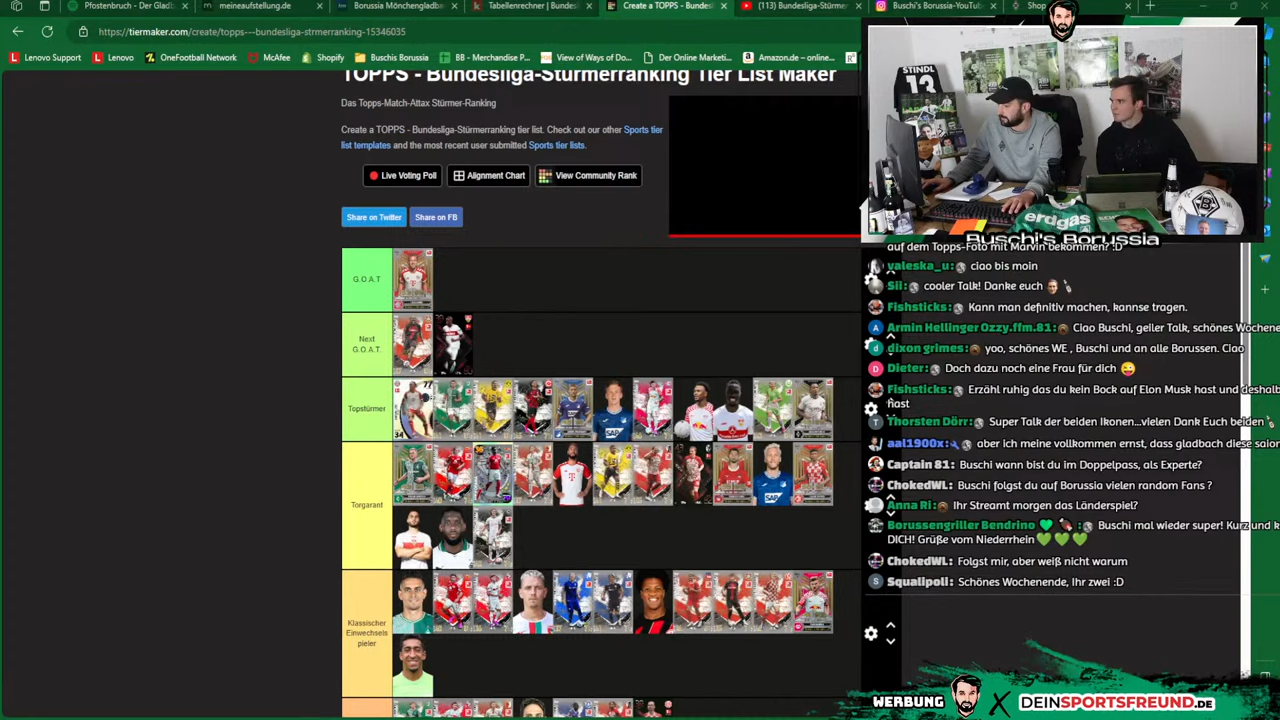 Pfostenbruch - Das G
meineaufstellung.de
Borussia Mönchengladb
Tabellenrechner | Bundesl
Create a TOPPS - Bundesl
(113) Bundesliga-Stürmer
Buschi's Borussia-YouTub
Shop
https://tiermaker.com/create/topps---bundesliga-strmerranking-15346035
Lenovo Support
Lenovo
OneFootball Network
McAfee
Shopify
Buschis Borussia
BB - Merchandise P...
View of Ways of Do...
Der Online Marketi...
Amazon.de – online...
TOPPS - Bundesliga-Stürmerranking Tier List Maker
Das Topps-Match-Attax Stürmer-Ranking
Create a TOPPS - Bundesliga-Stürmerranking tier list. Check out our other Sports tier
list templates and the most recent user submitted Sports tier lists.
Live Voting Poll
Alignment Chart
View Community Rank
Share on Twitter
Share on FB
G.O.A.T
Next
G.O.A.T.
Topstürmer
Torgarant
Klassischer
Einwechsels
pieler
STINDL
13
erdgas
Buschi's Borussia
auf dem Topps-Foto mit Marvin bekommen? :D
valeska_u: ciao bis moin
Sii: cooler Talk! Danke euch
Fishsticks: Kann man definitiv machen, kannse tragen.
Armin Hellinger Ozzy.ffm.81: Ciao Buschi, geiler Talk, schönes Wochene
dixon grimes: yoo, schönes WE , Buschi und an alle Borussen. Ciao
Dieter: Doch dazu noch eine Frau für dich
Fishsticks: Erzähl ruhig das du kein Bock auf Elon Musk hast und deshalb
hast
Thorsten Dörr: Super Talk der beiden Ikonen...vielen Dank Euch beiden
aal1900x: aber ich meine vollkommen ernst, dass gladbach diese saison
Captain 81: Buschi wann bist du im Doppelpass, als Experte?
ChokedWL: Buschi folgst du auf Borussia vielen random Fans ?
Anna Ri: Ihr Streamt morgen das Länderspiel?
Borussengriller Bendrino: Buschi mal wieder super! Kurz und k
DICH! Grüße vom Niederrhein
ChokedWL: Folgst mir, aber weiß nicht warum
Squalipoli: Schönes Wochenende, Ihr zwei :D
WERBUNG X DEINSPORTSFREUND.DE